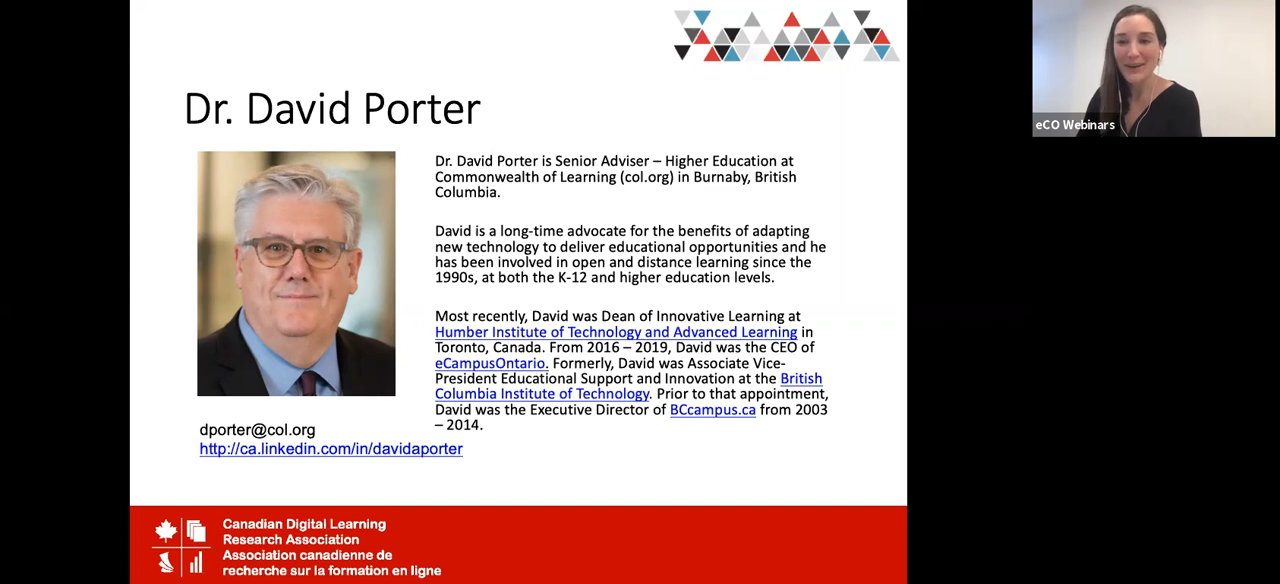 Dr. David Porter
Dr. David Porter is Senior Adviser – Higher Education at
Commonwealth of Learning (col.org) in Burnaby, British
Columbia.
David is a long-time advocate for the benefits of adapting
new technology to deliver educational opportunities and he
has been involved in open and distance learning since the
1990s, at both the K-12 and higher education levels.
Most recently, David was Dean of Innovative Learning at
Humber Institute of Technology and Advanced Learning in
Toronto, Canada. From 2016 – 2019, David was the CEO of
eCampusOntario. Formerly, David was Associate Vice-
President Educational Support and Innovation at the British
Columbia Institute of Technology. Prior to that appointment,
David was the Executive Director of BCcampus.ca from 2003
– 2014.
dporter@col.org
http://ca.linkedin.com/in/davidaporter
Canadian Digital Learning
Research Association
Association canadienne de
recherche sur la formation en ligne
eCO Webinars